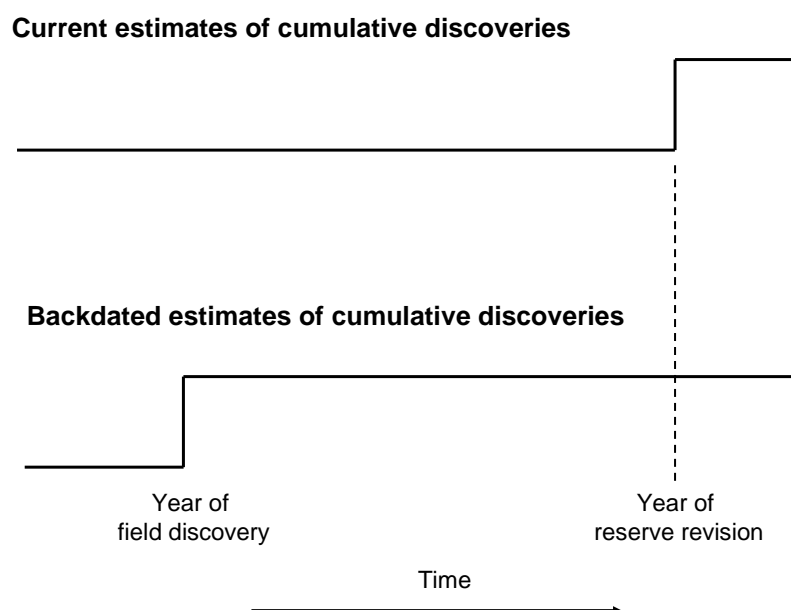 Current estimates of cumulative discoveries
Backdated estimates of cumulative discoveries
Year of
field discovery
Year of
reserve revision
Time